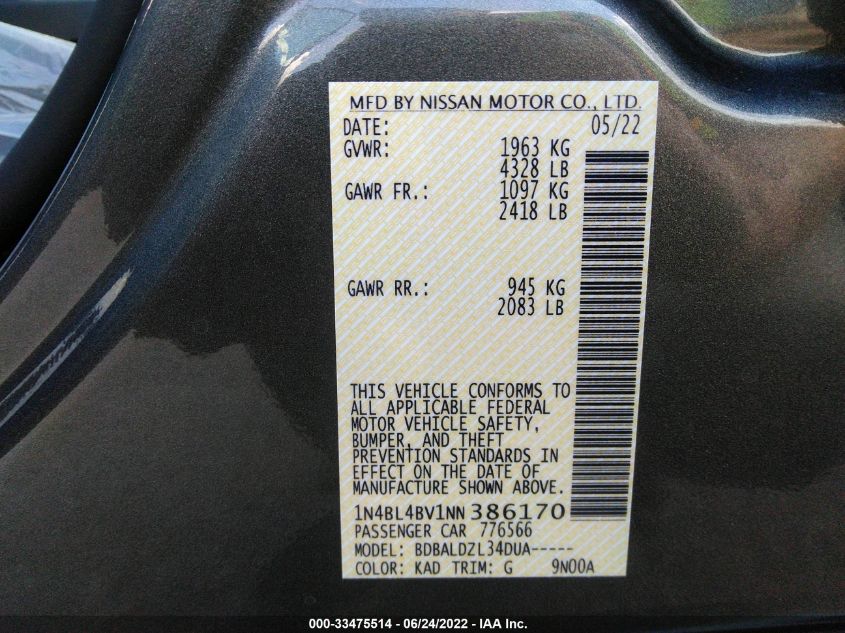 MFD BY NISSAN MOTOR CO., LTD.
DATE: 05/22
GVWR: 1963 KG
4328 LB
GAWR FR.: 1097 KG
2418 LB
GAWR RR.: 945 KG
2083 LB
THIS VEHICLE CONFORMS TO
ALL APPLICABLE FEDERAL
MOTOR VEHICLE SAFETY,
BUMPER, AND THEFT
PREVENTION STANDARDS IN
EFFECT ON THE DATE OF
MANUFACTURE SHOWN ABOVE.
1N4BL4BV1NN386170
PASSENGER CAR 776566
MODEL: BDBALDZL34DUA-----
COLOR: KAD TRIM: G 9N00A
000-33475514 - 06/24/2022 - IAA Inc.